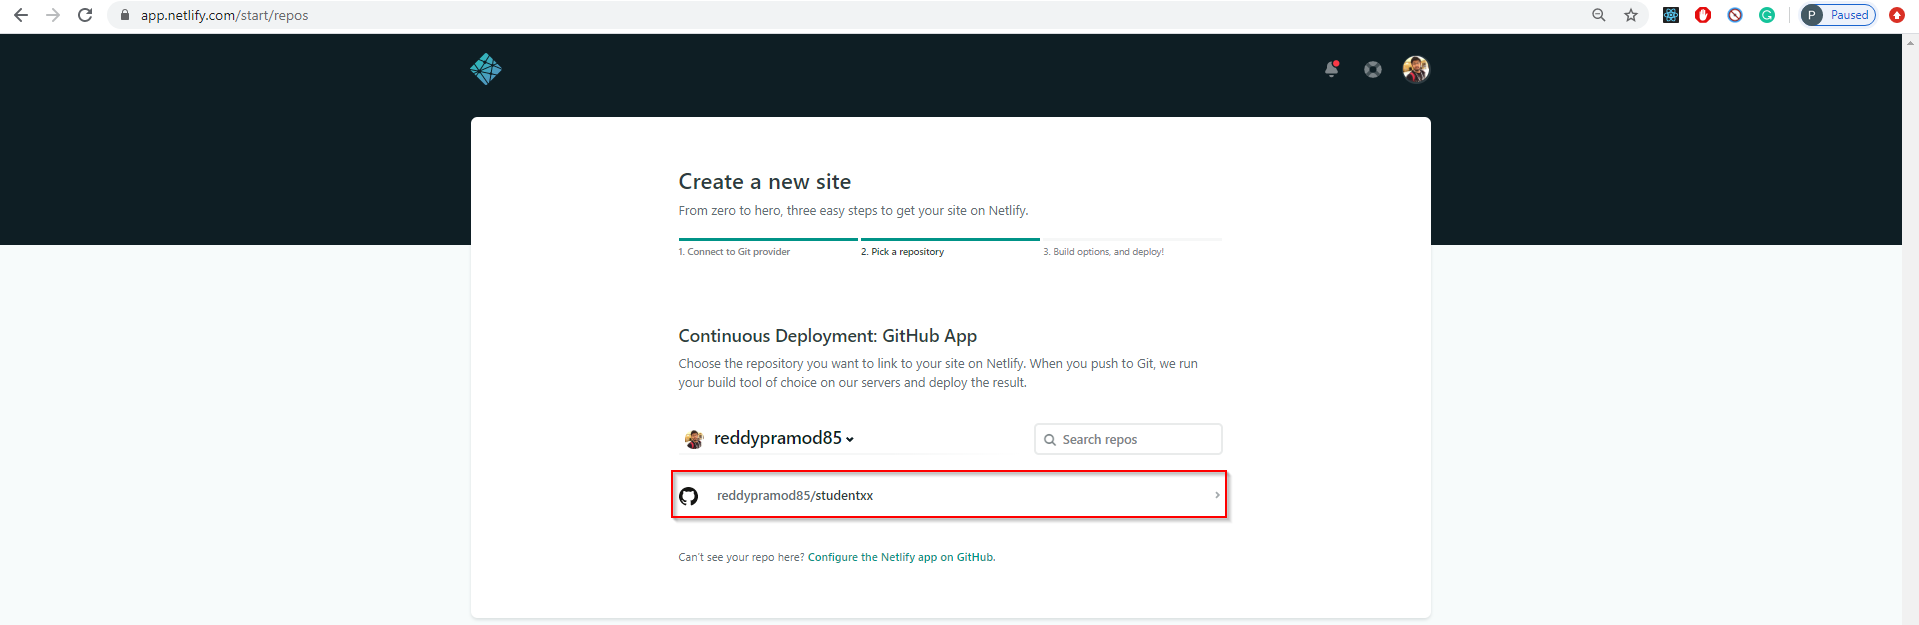 app.netlify.com/start/repos
P Paused
Create a new site
From zero to hero, three easy steps to get your site on Netlify.
1. Connect to Git provider
2. Pick a repository
3. Build options, and deploy!
Continuous Deployment: GitHub App
Choose the repository you want to link to your site on Netlify. When you push to Git, we run
your build tool of choice on our servers and deploy the result.
reddypramod85
Search repos
reddypramod85/studentxx
Can't see your repo here? Configure the Netlify app on GitHub.